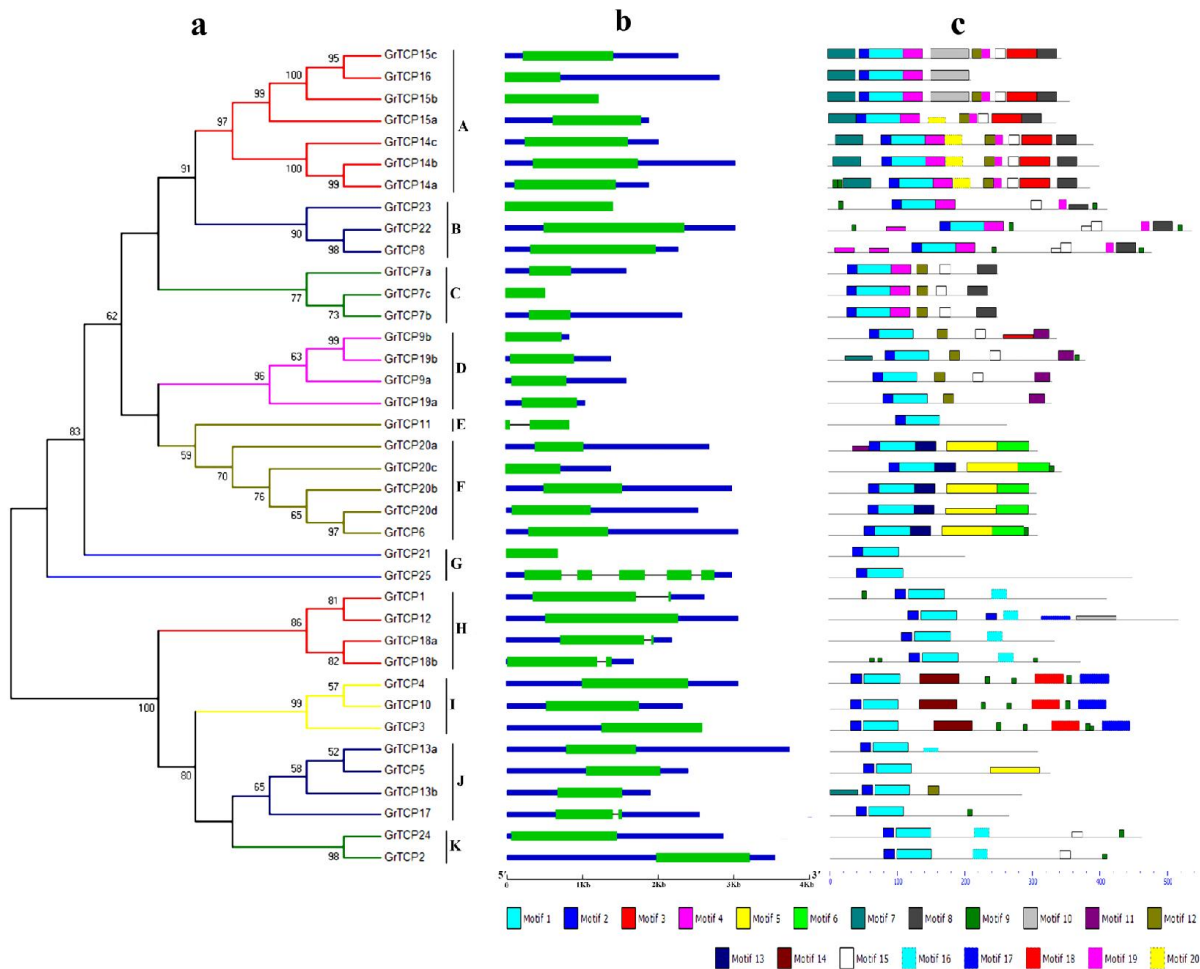 a b c
GrTCP15c
95
GrTCP16
100
GrTCP15b
99
GrTCP15a
97
A
GrTCP14c
GrTCP14b
100
GrTCP14a
99
91
GrTCP23
GrTCP22
B
90
GrTCP8
98
GrTCP7a
GrTCP7c
C
77
GrTCP7b
73
62
GrTCP9b
99
GrTCP19b
63
D
GrTCP9a
96
GrTCP19a
GrTCP11
E
59
GrTCP20a
83
GrTCP20c
70
GrTCP20b
F
76
GrTCP20d
65
GrTCP6
97
GrTCP21
G
GrTCP25
GrTCP1
81
GrTCP12
H
86
GrTCP18a
GrTCP18b
82
GrTCP4
57
GrTCP10
I
99
GrTCP3
100
GrTCP13a
52
GrTCP5
58
J
80
GrTCP13b
65
GrTCP17
GrTCP24
K
GrTCP2
98
5' 3'
0 1Kb 2Kb 3Kb 4Kb
0 100 200 300 400 500
Motif 1 Motif 2 Motif 3 Motif 4 Motif 5 Motif 6 Motif 7 Motif 8 Motif 9 Motif 10 Motif 11 Motif 12
Motif 13 Motif 14 Motif 15 Motif 16 Motif 17 Motif 18 Motif 19 Motif 20